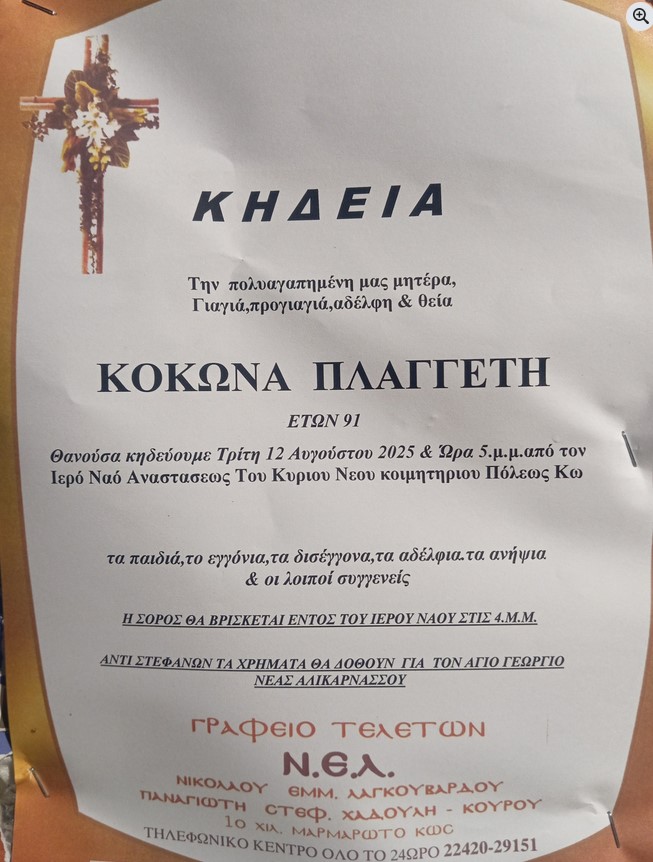 ΚΗΔΕΙΑ
Την πολυαγαπημένη μας μητέρα,
Γιαγιά,προγιαγιά,αδέλφη & θεία
ΚΟΚΩΝΑ ΠΛΑΓΓΕΤΗ
ΕΤΩΝ 91
Θανούσα κηδεύουμε Τρίτη 12 Αυγούστου 2025 & Ώρα 5.μ.μ.από τον
Ιερό Ναό Αναστασεως Του Κυριου Νεου κοιμητηριου Πόλεως Κω
τα παιδιά,το εγγόνια,τα δισέγγονα,τα αδέλφια.τα ανήψια
& οι λοιποί συγγενείς
Η ΣΟΡΟΣ ΘΑ ΒΡΙΣΚΕΤΑΙ ΕΝΤΟΣ ΤΟΥ ΙΕΡΟΥ ΝΑΟΥ ΣΤΙΣ 4.Μ.Μ.
ΑΝΤΙ ΣΤΕΦΑΝΩΝ ΤΑ ΧΡΗΜΑΤΑ ΘΑ ΔΟΘΟΥΝ ΓΙΑ ΤΟΝ ΑΓΙΟ ΓΕΩΡΓΙΟ
ΝΕΑΣ ΑΛΙΚΑΡΝΑΣΣΟΥ
ΓΡΑΦΕΙΟ ΤΕΛΕΤΩΝ
Ν.Ε.Λ.
ΝΙΚΟΛΑΟΥ ΕΜΜ. ΛΑΓΚΟΥΒΑΡΔΟΥ
ΠΑΝΑΓΙΩΤΗ ΣΤΕΦ. ΧΑΔΟΥΛΗ - ΚΟΥΡΟΥ
1ο ΧΙΛ. ΜΑΡΜΑΡΩΤΟ ΚΩΣ
ΤΗΛΕΦΩΝΙΚΟ ΚΕΝΤΡΟ ΟΛΟ ΤΟ 24ΩΡΟ 22420-29151